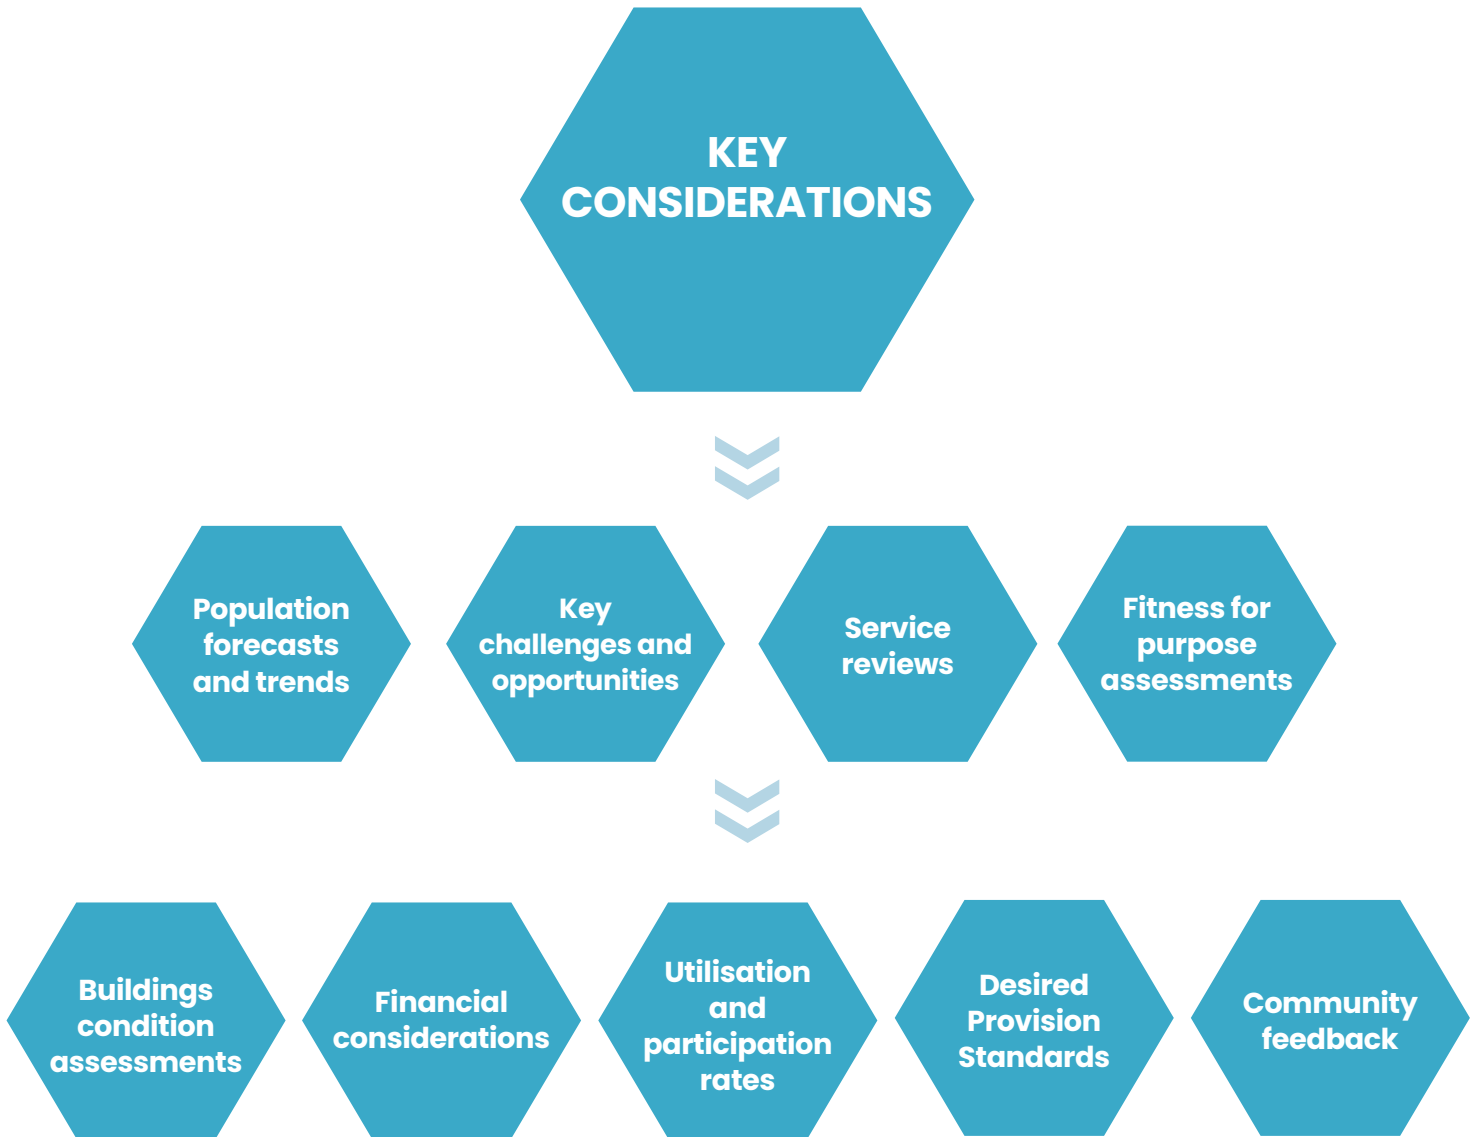 KEY
CONSIDERATIONS
Population
forecasts
and trends
Key
challenges and
opportunities
Service
reviews
Fitness for
purpose
assessments
Buildings
condition
assessments
Financial
considerations
Utilisation
and
participation
rates
Desired
Provision
Standards
Community
feedback